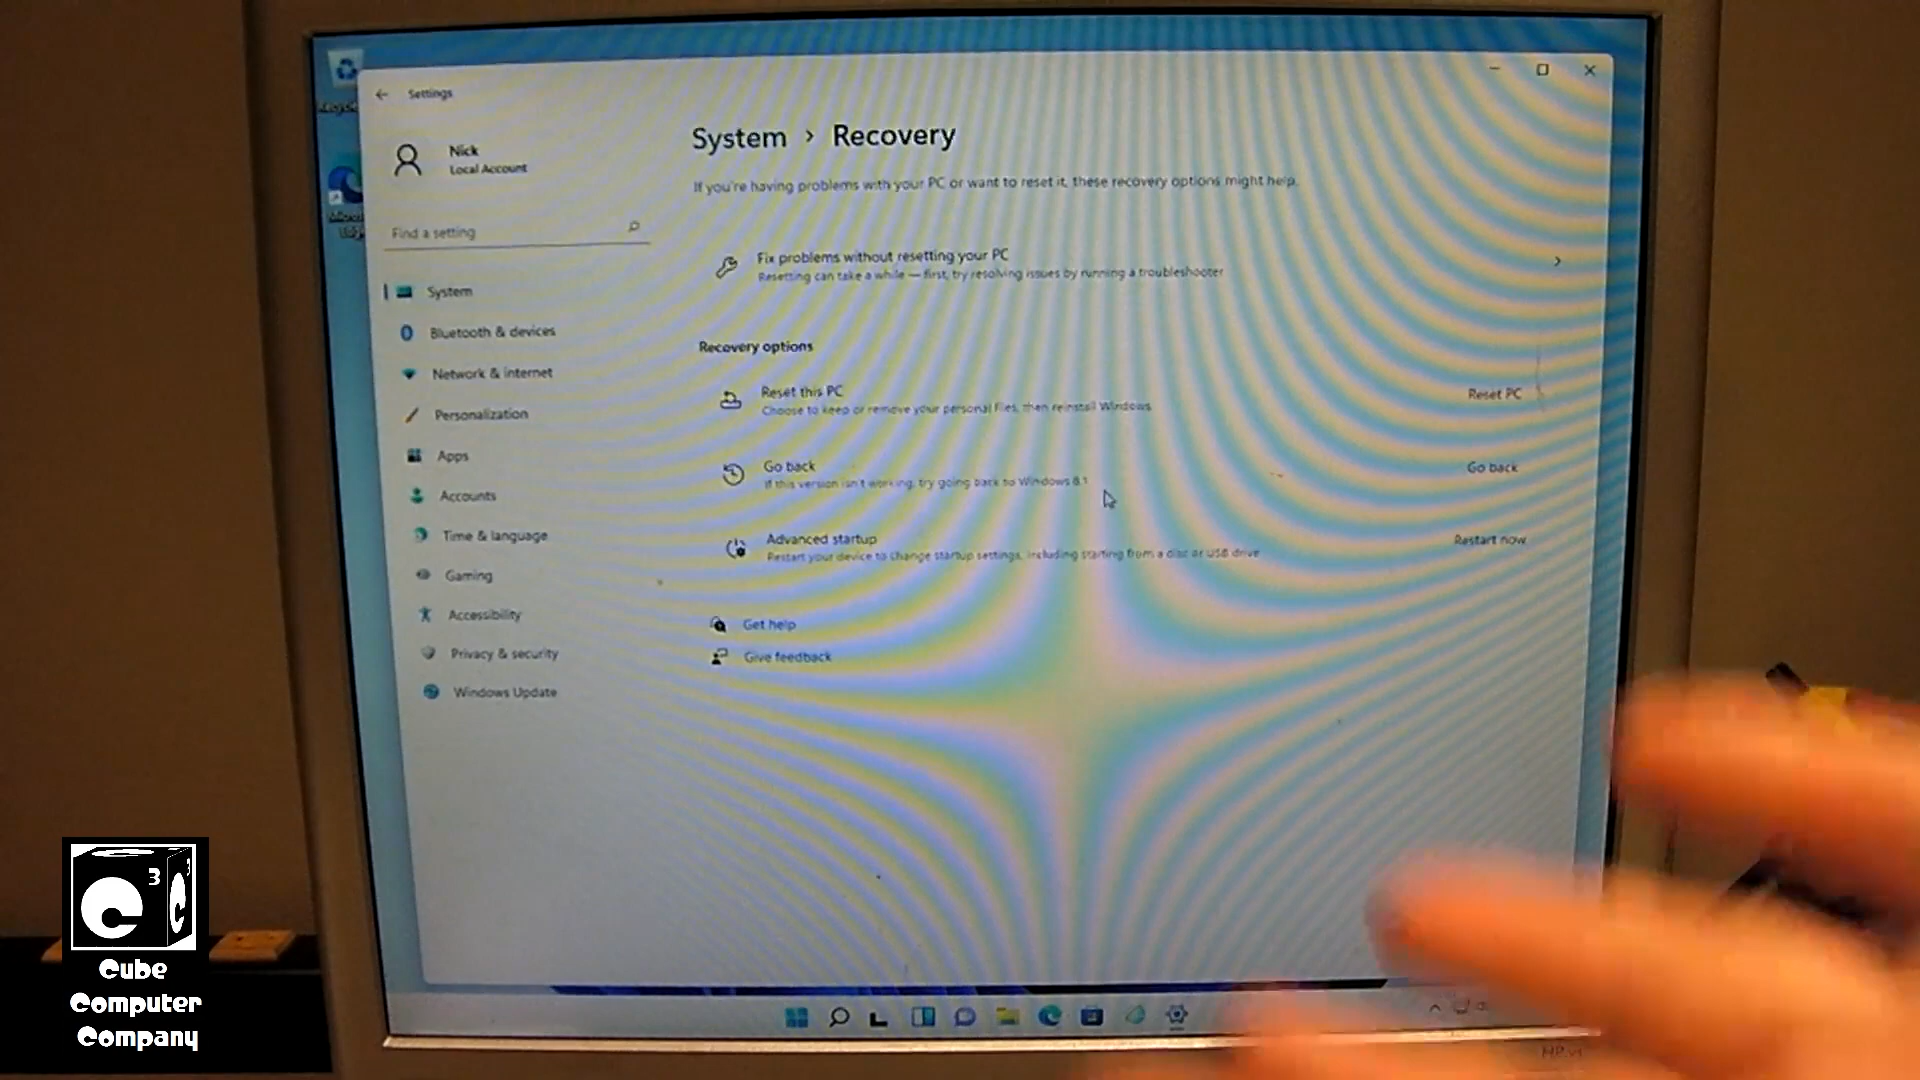 Settings
Nick
Local Account
Find a setting
System
Bluetooth & devices
Network & internet
Personalization
Apps
Accounts
Time & language
Gaming
Accessibility
Privacy & security
Windows Update
System › Recovery
If you're having problems with your PC or want to reset it, these recovery options might help.
Fix problems without resetting your PC
Resetting can take a while — first, try resolving issues by running a troubleshooter
Recovery options
Reset this PC
Choose to keep or remove your personal files, then reinstall Windows
Reset PC
Go back
If this version isn't working, try going back to Windows 8.1
Go back
Advanced startup
Restart your device to change startup settings, including starting from a disc or USB drive
Restart now
Get help
Give feedback
C 3
C 3
Cube
Computer
Company